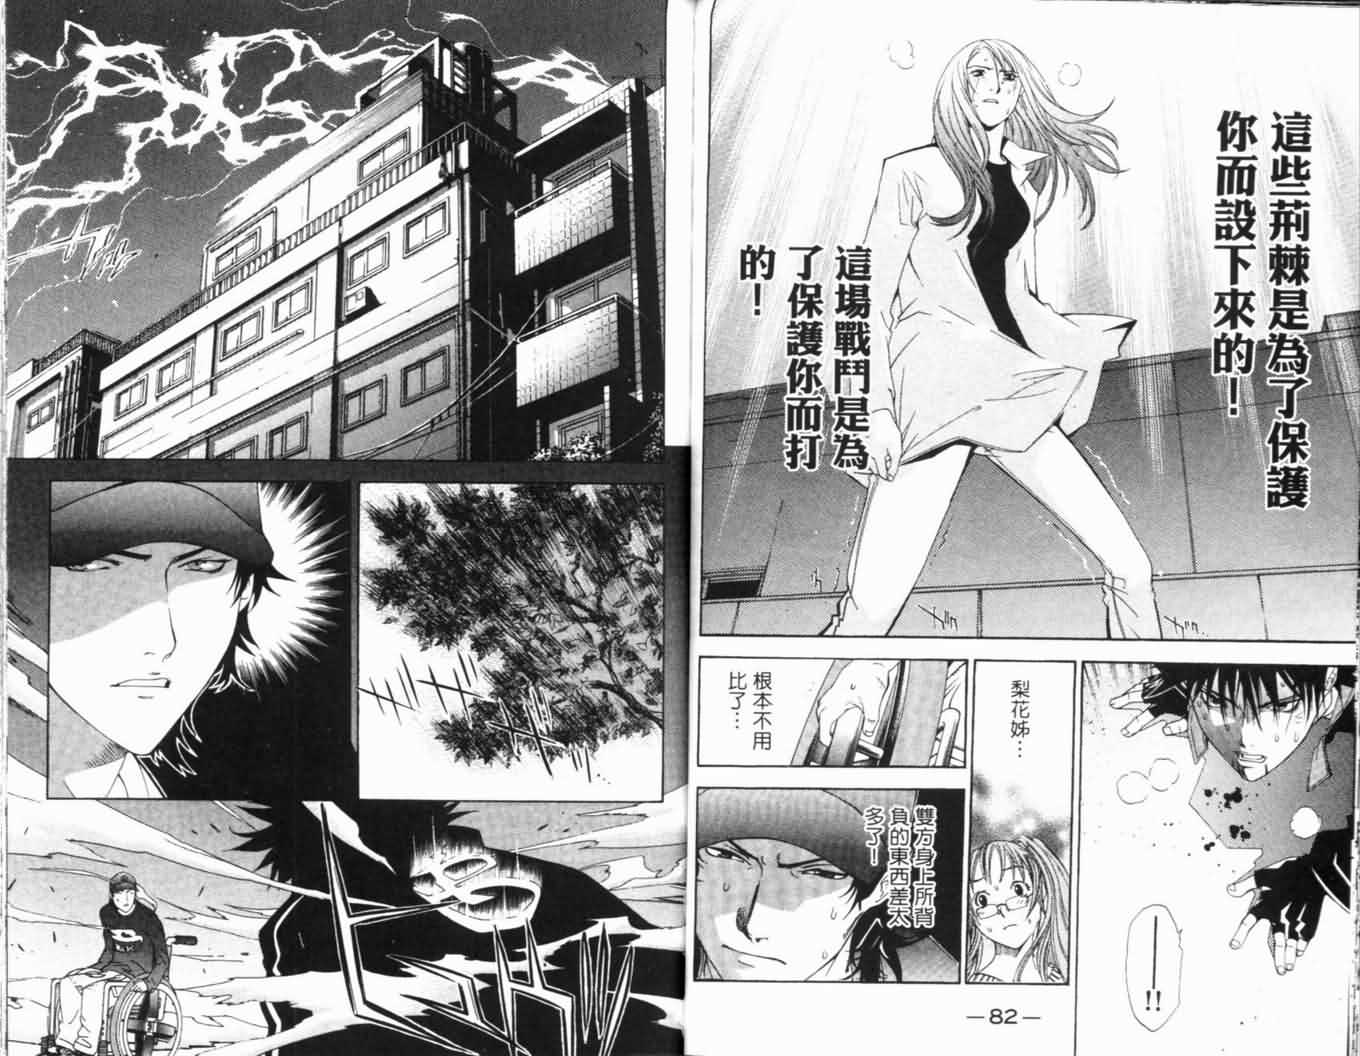 這些荊棘是為了保護
你而設下來的！
這場戰鬥是為
了保護你而打
的！
!!
梨花姊…
根本不用
比了…
雙方身上所背
負的東西差太
多了！
—82—